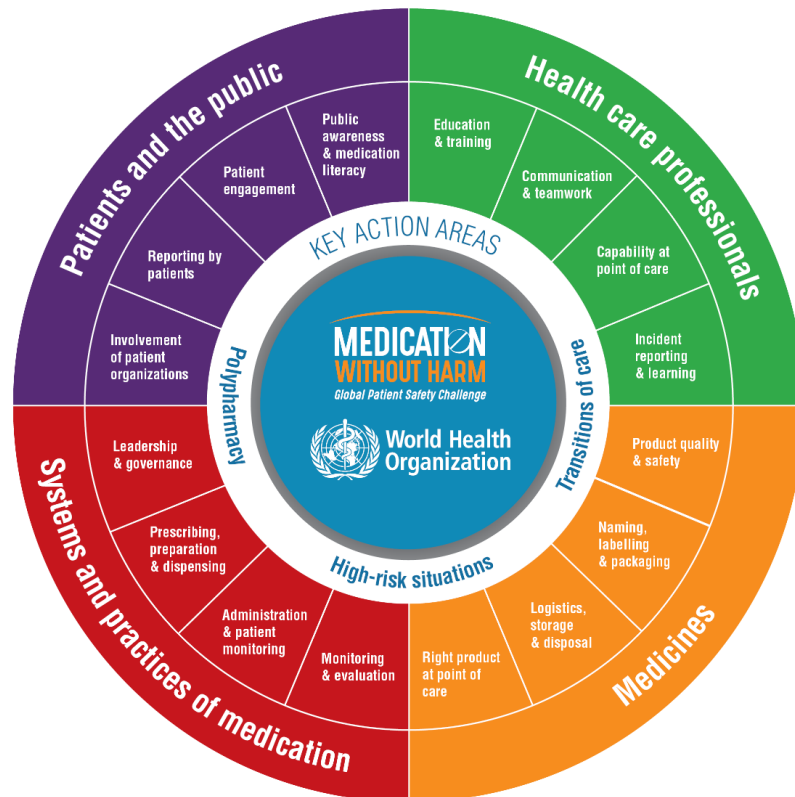 Patients and the public
Public
awareness
& medication
literacy
Patient
engagement
Reporting by
patients
Involvement
of patient
organizations
Health care professionals
Education
& training
Communication
& teamwork
Capability at
point of care
Incident
reporting
& learning
KEY ACTION AREAS
Polypharmacy
Transitions of care
High-risk situations
MEDICATION
WITHOUT HARM
Global Patient Safety Challenge
World Health
Organization
Systems and practices of medication
Leadership
& governance
Prescribing,
preparation
& dispensing
Administration
& patient
monitoring
Monitoring
& evaluation
Medicines
Product quality
& safety
Naming,
labelling
& packaging
Logistics,
storage
& disposal
Right product
at point of
care